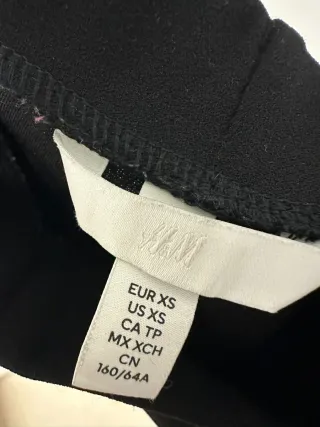 H&M
EUR XS
US XS
CA TP
MX XCH
CN
160/64A